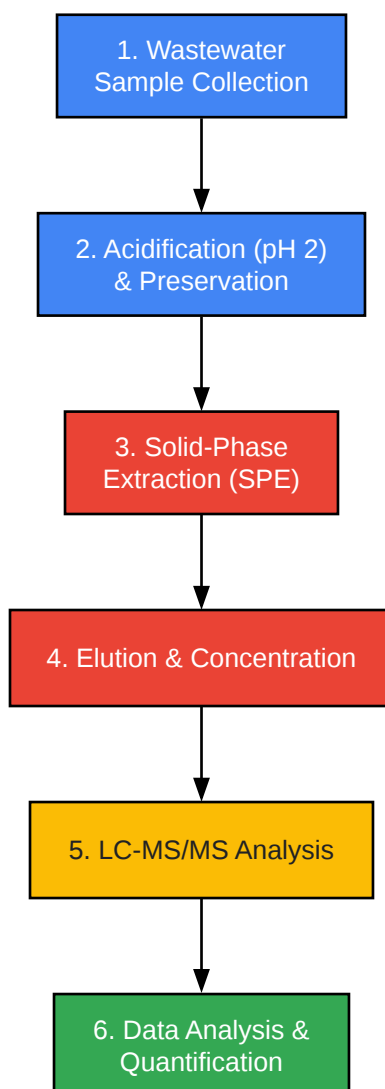 1. Wastewater
Sample Collection
2. Acidification (pH 2)
& Preservation
3. Solid-Phase
Extraction (SPE)
4. Elution & Concentration
5. LC-MS/MS Analysis
6. Data Analysis &
Quantification